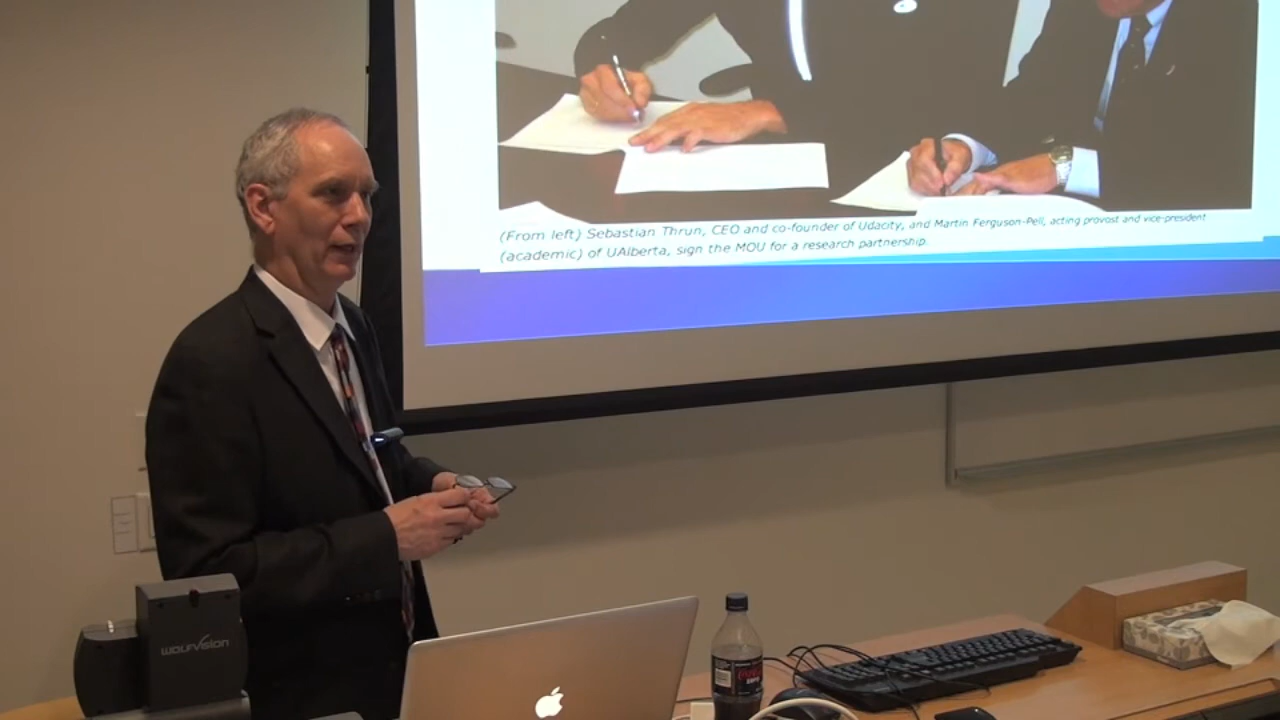 (From left) Sebastian Thrun, CEO and co-founder of Udacity, and Martin Ferguson-Pell, acting provost and vice-president
(academic) of UAlberta, sign the MOU for a research partnership.
WOLFVISION